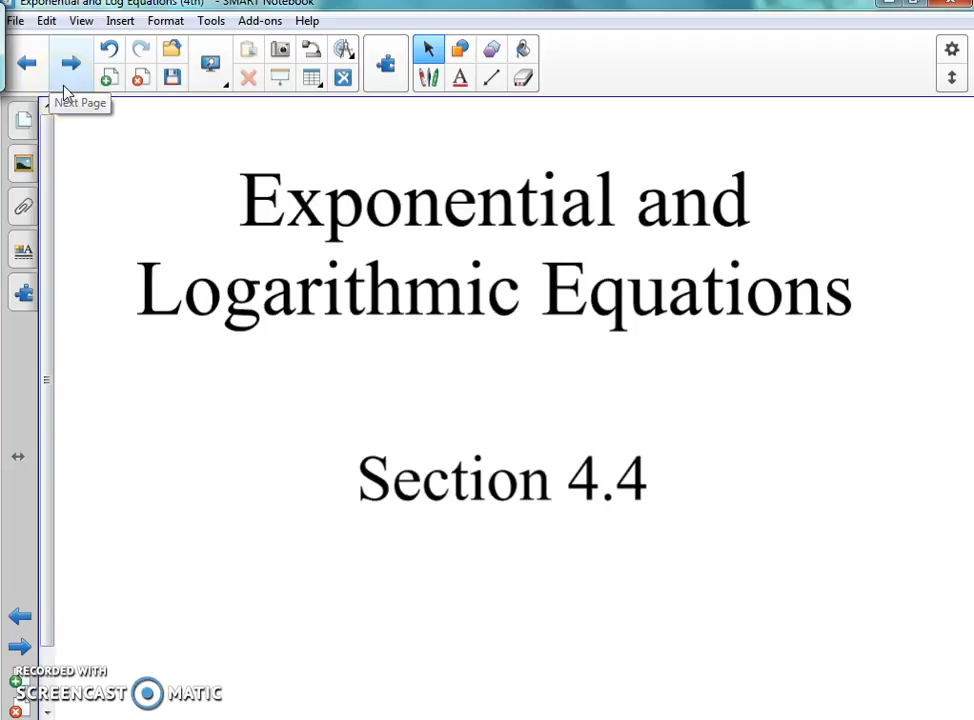 Exponential and Log Equations (4th) - SMART Notebook
File Edit View Insert Format Tools Add-ons Help
A
A
Next Page
Exponential and
Logarithmic Equations
Section 4.4
RECORDED WITH
SCREENCAST MATIC